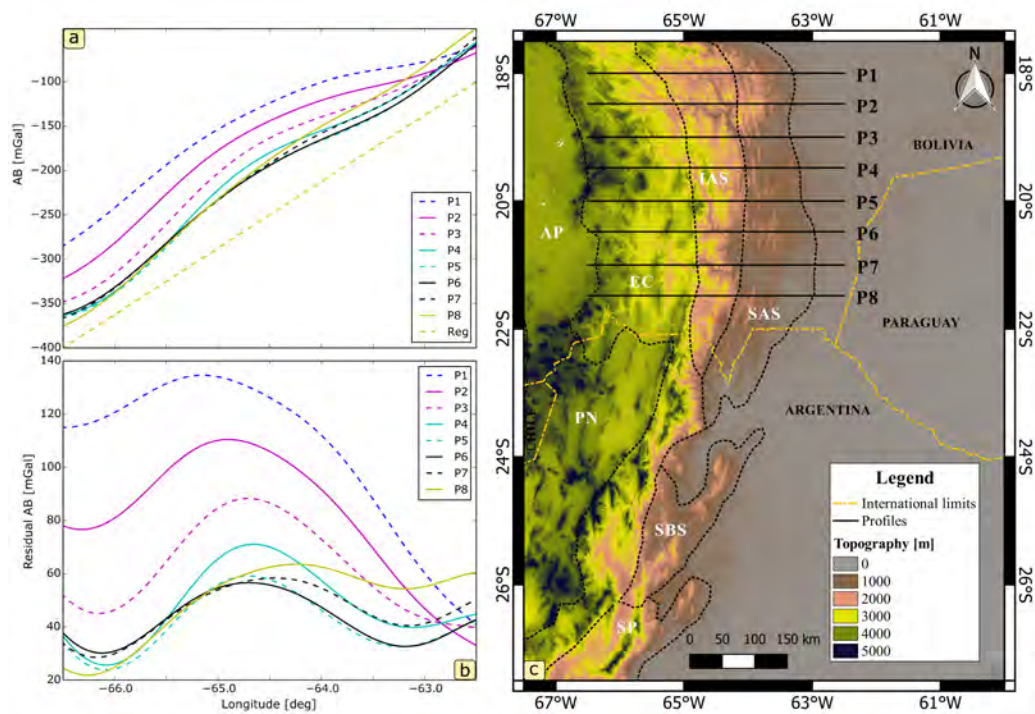 a
AB [mGal]
−100
−150
−200
−250
−300
−350
−400
P1
P2
P3
P4
P5
P6
P7
P8
Reg
b
Residual AB [mGal]
140
120
100
80
60
40
20
P1
P2
P3
P4
P5
P6
P7
P8
−66.0 −65.0 −64.0 −63.0
Longitude [deg]
67°W 65°W 63°W 61°W
18°S
20°S
22°S
24°S
26°S
N
P1
P2
P3
P4
P5
P6
P7
P8
BOLIVIA
PARAGUAY
ARGENTINA
IAS
AP
EC
SAS
PN
SBS
SP
Legend
International limits
Profiles
Topography [m]
0
1000
2000
3000
4000
5000
0 50 100 150 km
c
18°S
20°S
22°S
24°S
26°S
67°W 65°W 63°W 61°W